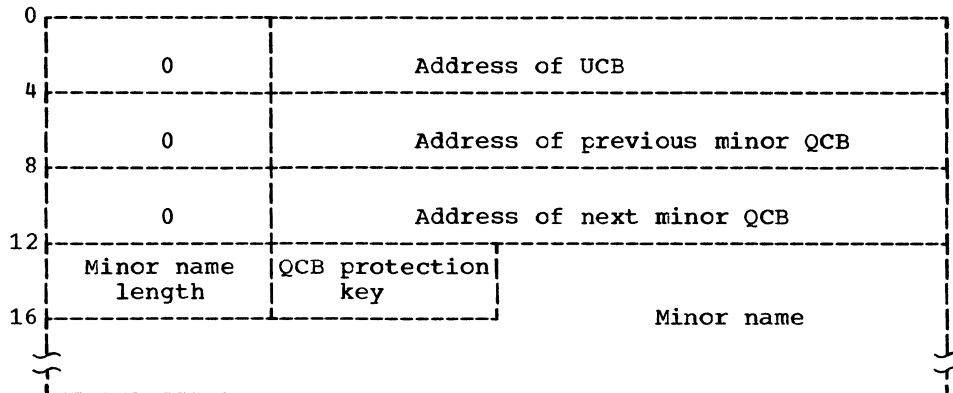 0
0 Address of UCB
4
0 Address of previous minor QCB
8
0 Address of next minor QCB
12
Minor name QCB protection
length key
16 Minor name